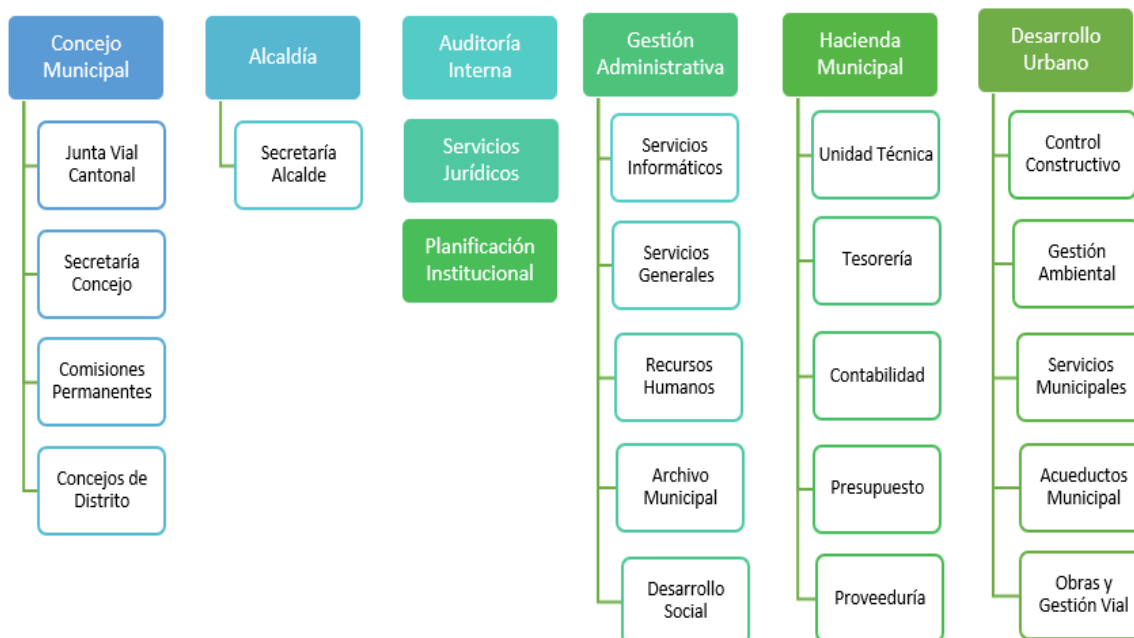 Concejo
Municipal
Junta Vial
Cantonal
Secretaría
Concejo
Comisiones
Permanentes
Concejos de
Distrito
Alcaldía
Secretaría
Alcalde
Auditoría
Interna
Servicios
Jurídicos
Planificación
Institucional
Gestión
Administrativa
Servicios
Informáticos
Servicios
Generales
Recursos
Humanos
Archivo
Municipal
Desarrollo
Social
Hacienda
Municipal
Unidad Técnica
Tesorería
Contabilidad
Presupuesto
Proveeduría
Desarrollo
Urbano
Control
Constructivo
Gestión
Ambiental
Servicios
Municipales
Acueductos
Municipal
Obras y
Gestión Vial